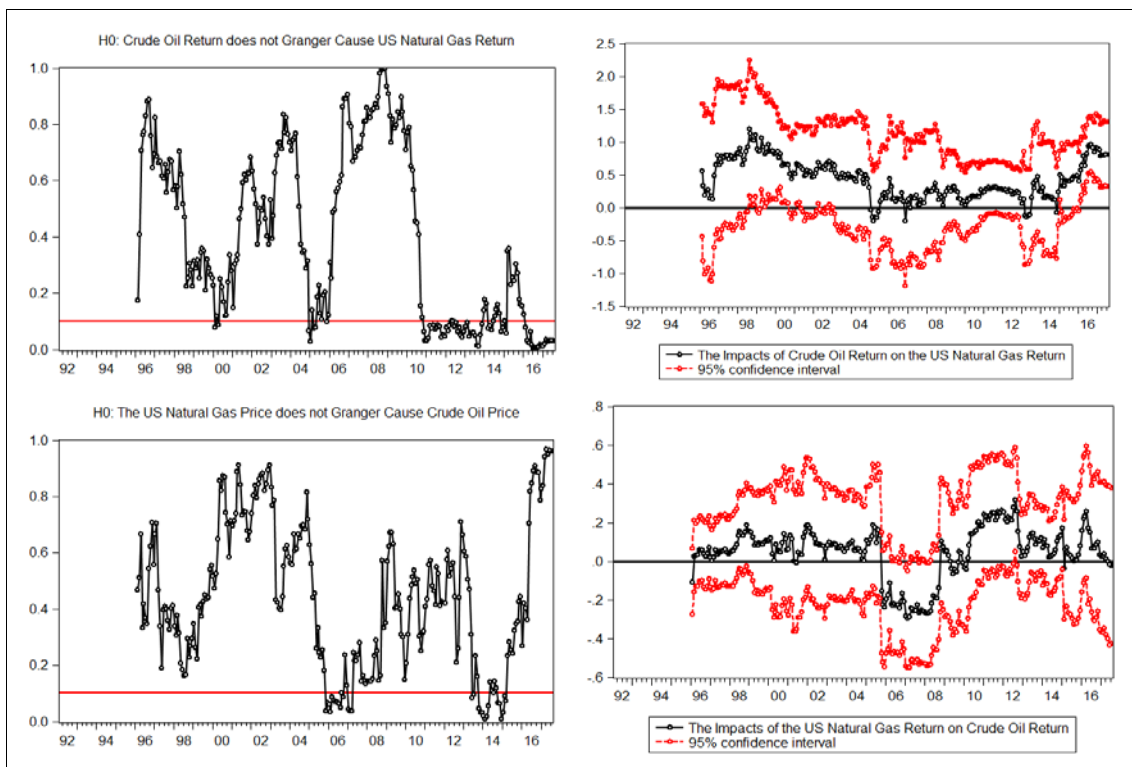 H0: Crude Oil Return does not Granger Cause US Natural Gas Return
1.0
0.8
0.6
0.4
0.2
0.0
92 94 96 98 00 02 04 06 08 10 12 14 16
2.5
2.0
1.5
1.0
0.5
0.0
-0.5
-1.0
-1.5
92 94 96 98 00 02 04 06 08 10 12 14 16
The Impacts of Crude Oil Return on the US Natural Gas Return
95% confidence interval
H0: The US Natural Gas Price does not Granger Cause Crude Oil Price
1.0
0.8
0.6
0.4
0.2
0.0
92 94 96 98 00 02 04 06 08 10 12 14 16
.8
.6
.4
.2
.0
-.2
-.4
-.6
92 94 96 98 00 02 04 06 08 10 12 14 16
The Impacts of the US Natural Gas Return on Crude Oil Return
95% confidence interval